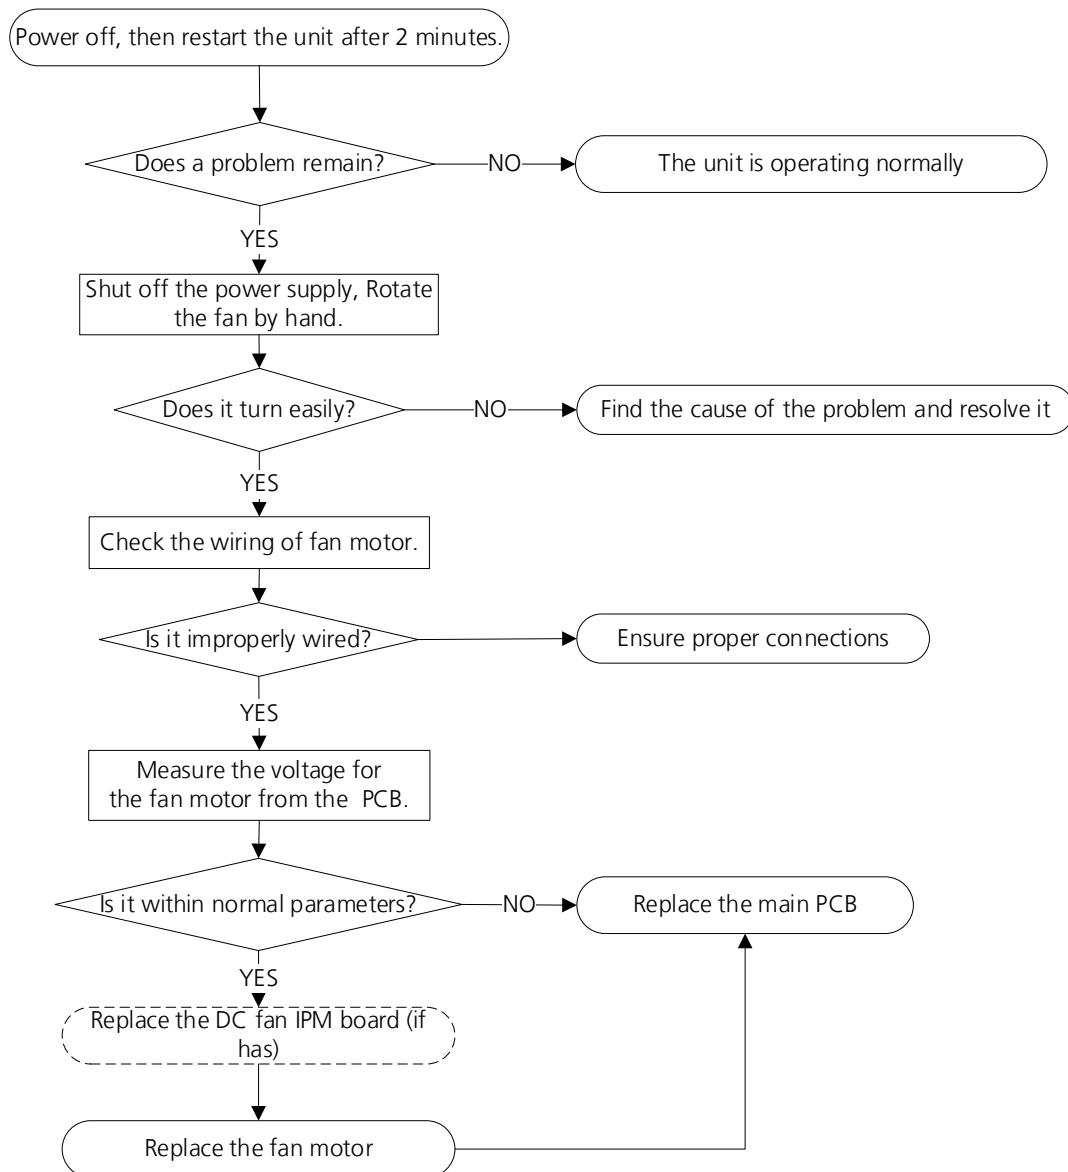 Power off, then restart the unit after 2 minutes.
Does a problem remain?
NO
The unit is operating normally
YES
Shut off the power supply, Rotate
the fan by hand.
Does it turn easily?
NO
Find the cause of the problem and resolve it
YES
Check the wiring of fan motor.
Is it improperly wired?
Ensure proper connections
YES
Measure the voltage for
the fan motor from the PCB.
Is it within normal parameters?
NO
Replace the main PCB
YES
Replace the DC fan IPM board (if
has)
Replace the fan motor